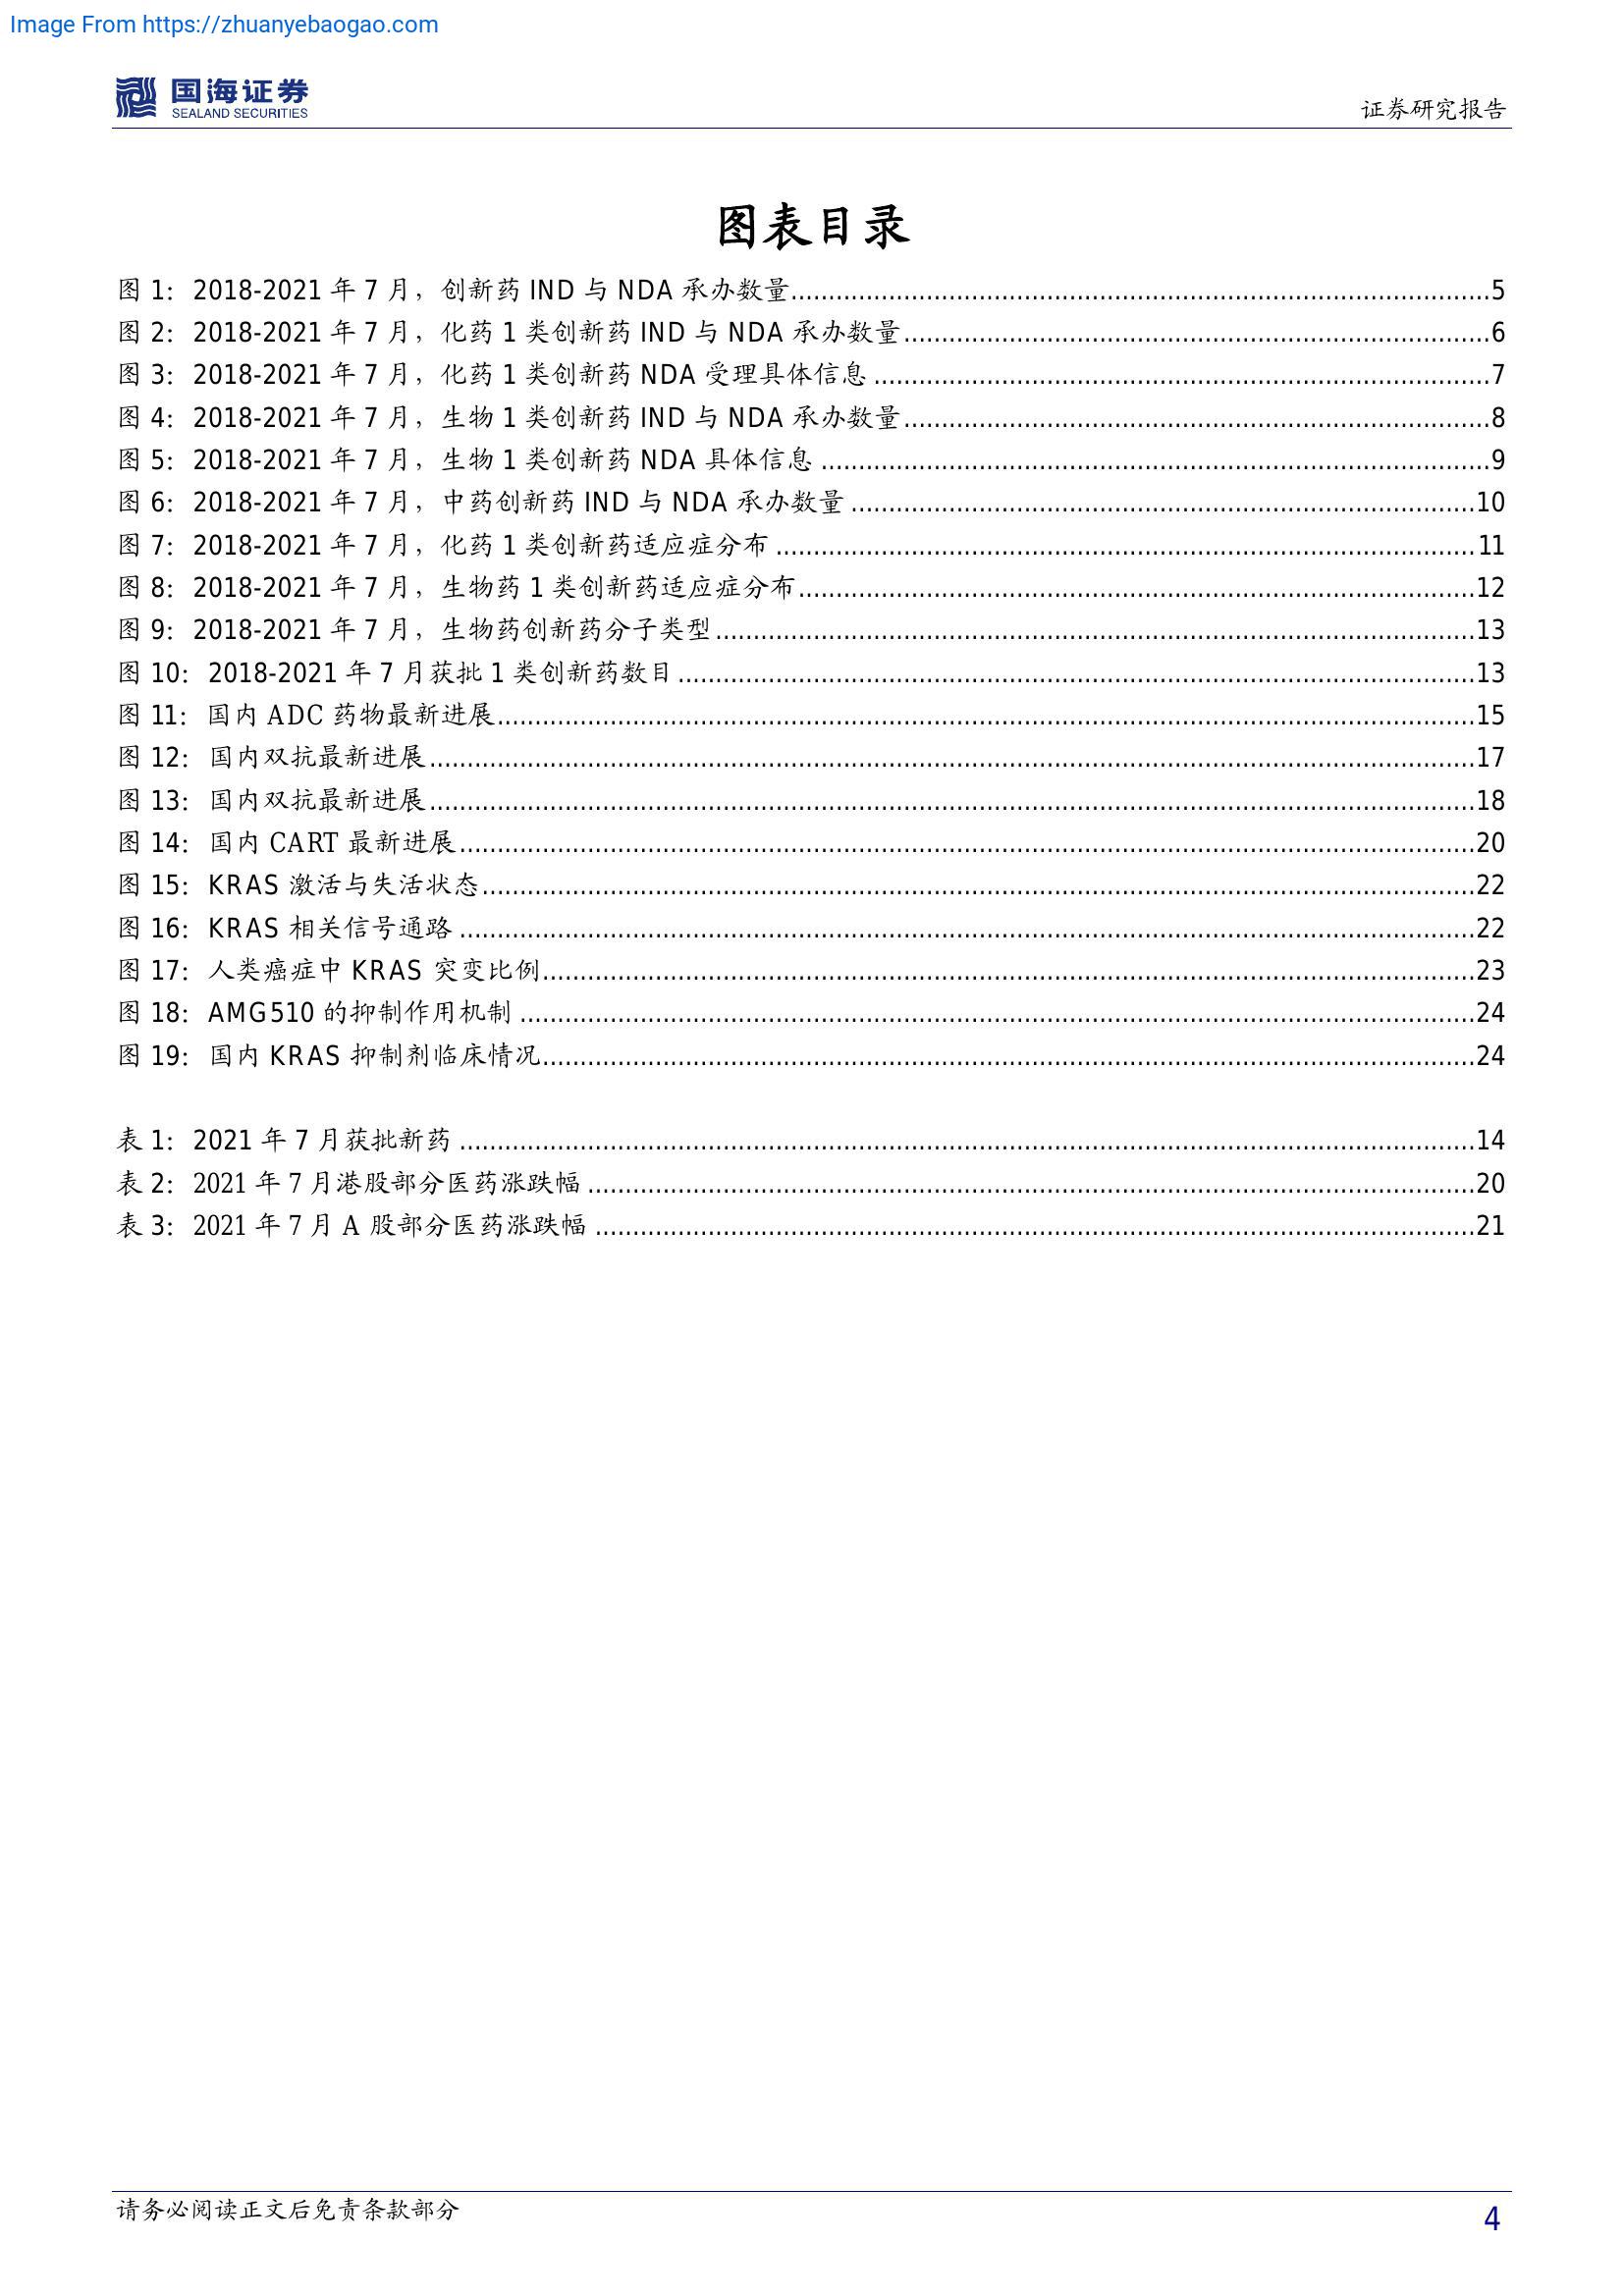 Image From https://zhuanyebaogao.com
国海证券
SEALAND SECURITIES
证券研究报告
图表目录
图 1：2018-2021 年 7 月，创新药 IND 与 NDA 承办数量...5
图 2：2018-2021 年 7 月，化药 1 类创新药 IND 与 NDA 承办数量...6
图 3：2018-2021 年 7 月，化药 1 类创新药 NDA 受理具体信息...7
图 4：2018-2021 年 7 月，生物 1 类创新药 IND 与 NDA 承办数量...8
图 5：2018-2021 年 7 月，生物 1 类创新药 NDA 具体信息...9
图 6：2018-2021 年 7 月，中药创新药 IND 与 NDA 承办数量...10
图 7：2018-2021 年 7 月，化药 1 类创新药适应症分布...11
图 8：2018-2021 年 7 月，生物药 1 类创新药适应症分布...12
图 9：2018-2021 年 7 月，生物药创新药分子类型...13
图 10：2018-2021 年 7 月获批 1 类创新药数目...13
图 11：国内 ADC 药物最新进展...15
图 12：国内双抗最新进展...17
图 13：国内双抗最新进展...18
图 14：国内 CART 最新进展...20
图 15：KRAS 激活与失活状态...22
图 16：KRAS 相关信号通路...22
图 17：人类癌症中 KRAS 突变比例...23
图 18：AMG510 的抑制作用机制...24
图 19：国内 KRAS 抑制剂临床情况...24
表 1：2021 年 7 月获批新药...14
表 2：2021 年 7 月港股部分医药涨跌幅...20
表 3：2021 年 7 月 A 股部分医药涨跌幅...21
请务必阅读正文后免责条款部分
4